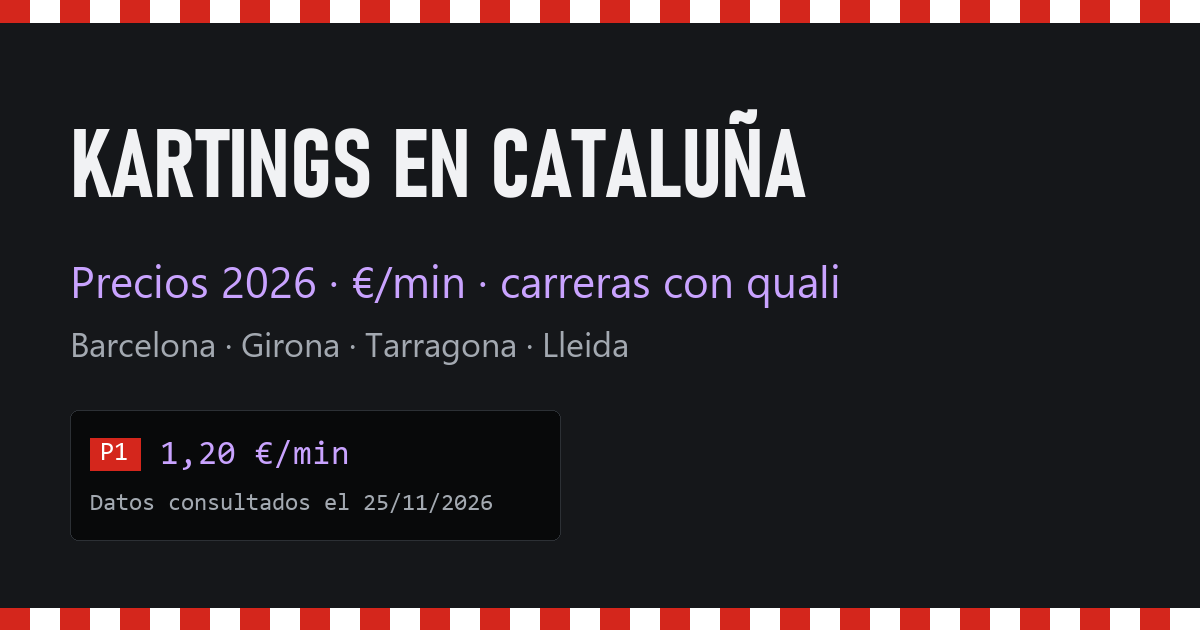 KARTINGS EN CATALUÑA
Precios 2026 · €/min · carreras con quali
Barcelona · Girona · Tarragona · Lleida
P1 1,20 €/min
Datos consultados el 25/11/2026